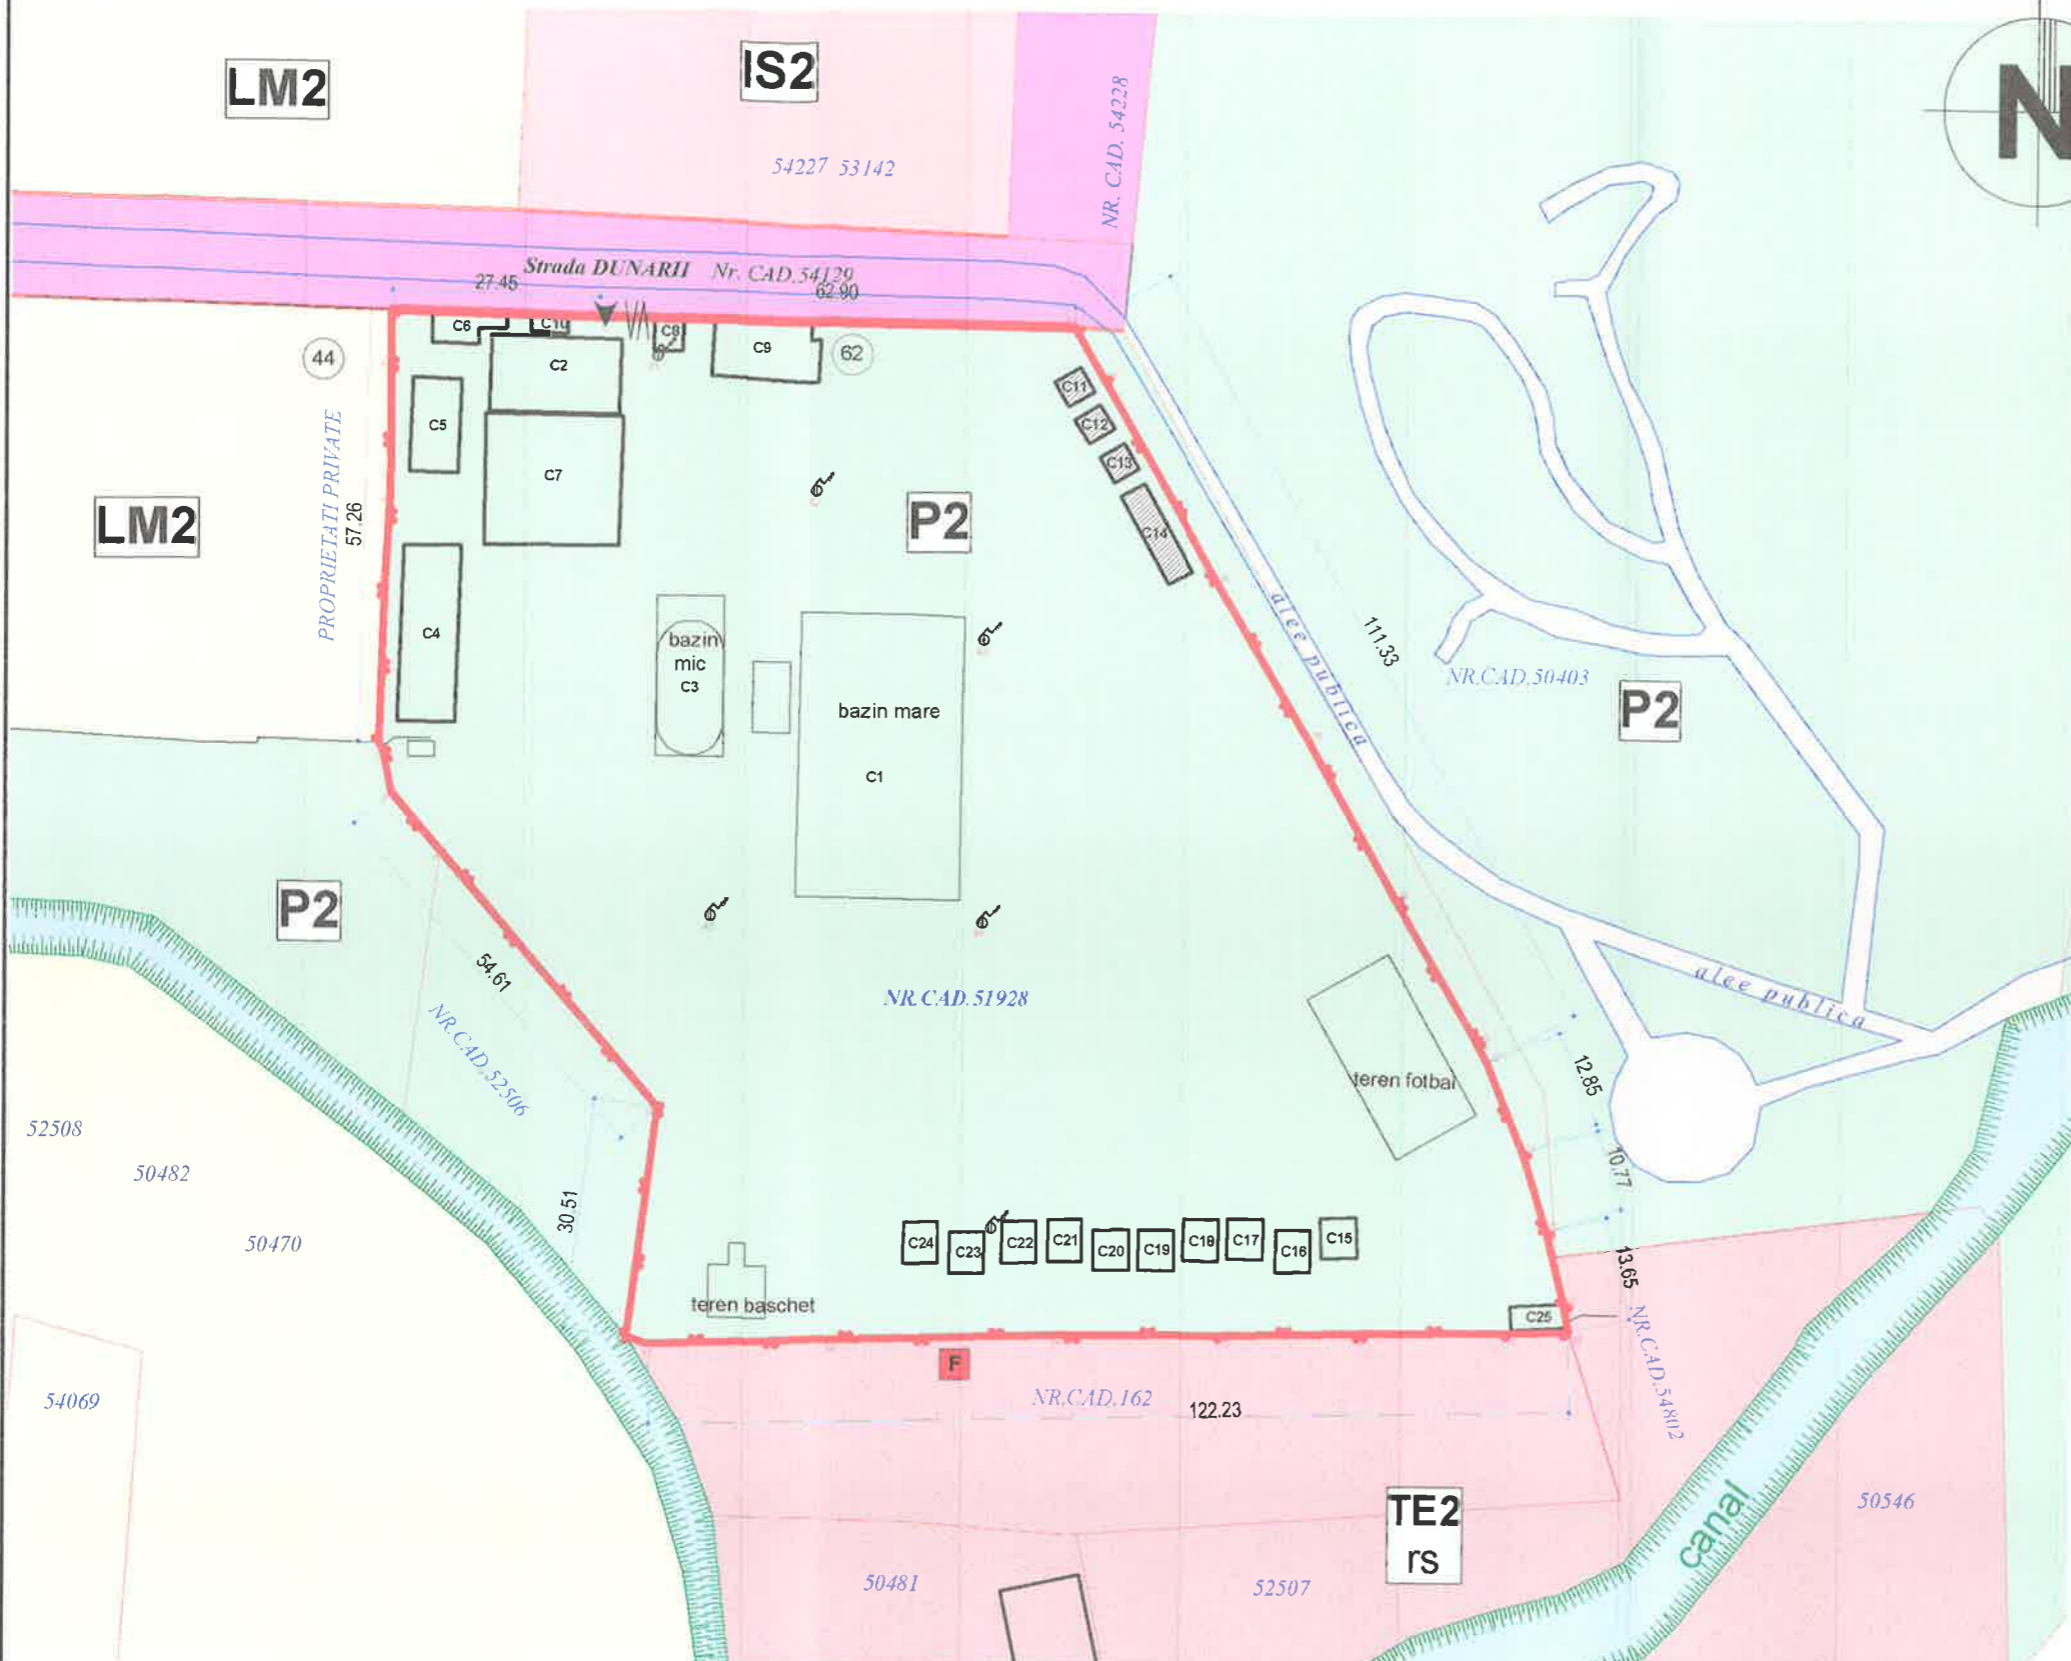 LM2
IS2
N
54227 53142
NR. CAD. 54228
Strada DUNARII Nr. CAD.54129
27.45
62.90
C6
C10
C8
C9
44
62
C2
C5
C7
C11
C12
C13
C14
PROPRIETATI PRIVATE
57.26
LM2
P2
C4
bazin
mic
C3
bazin mare
C1
alee publica
111.33
NR.CAD.50403
P2
P2
54.61
NR.CAD.52506
NR.CAD.51928
alee publica
teren fotbal
12.85
10.77
13.65
52508
50482
50470
30.51
C24
C23
C22
C21
C20
C19
C18
C17
C16
C15
teren baschet
C25
F
NR.CAD.162
122.23
NR.CAD.54802
54069
TE2
rs
50546
canal
50481
52507